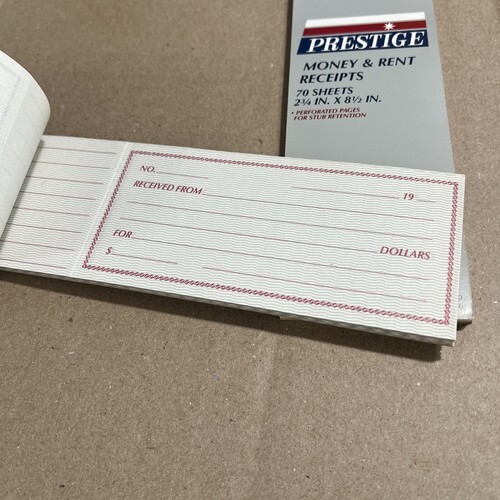 PRESTIGE
MONEY & RENT
RECEIPTS
70 SHEETS
2¾ IN. X 8½ IN.
• PERFORATED PAGES
FOR STUB RETENTION
NO.
RECEIVED FROM 19
DOLLARS
FOR
$